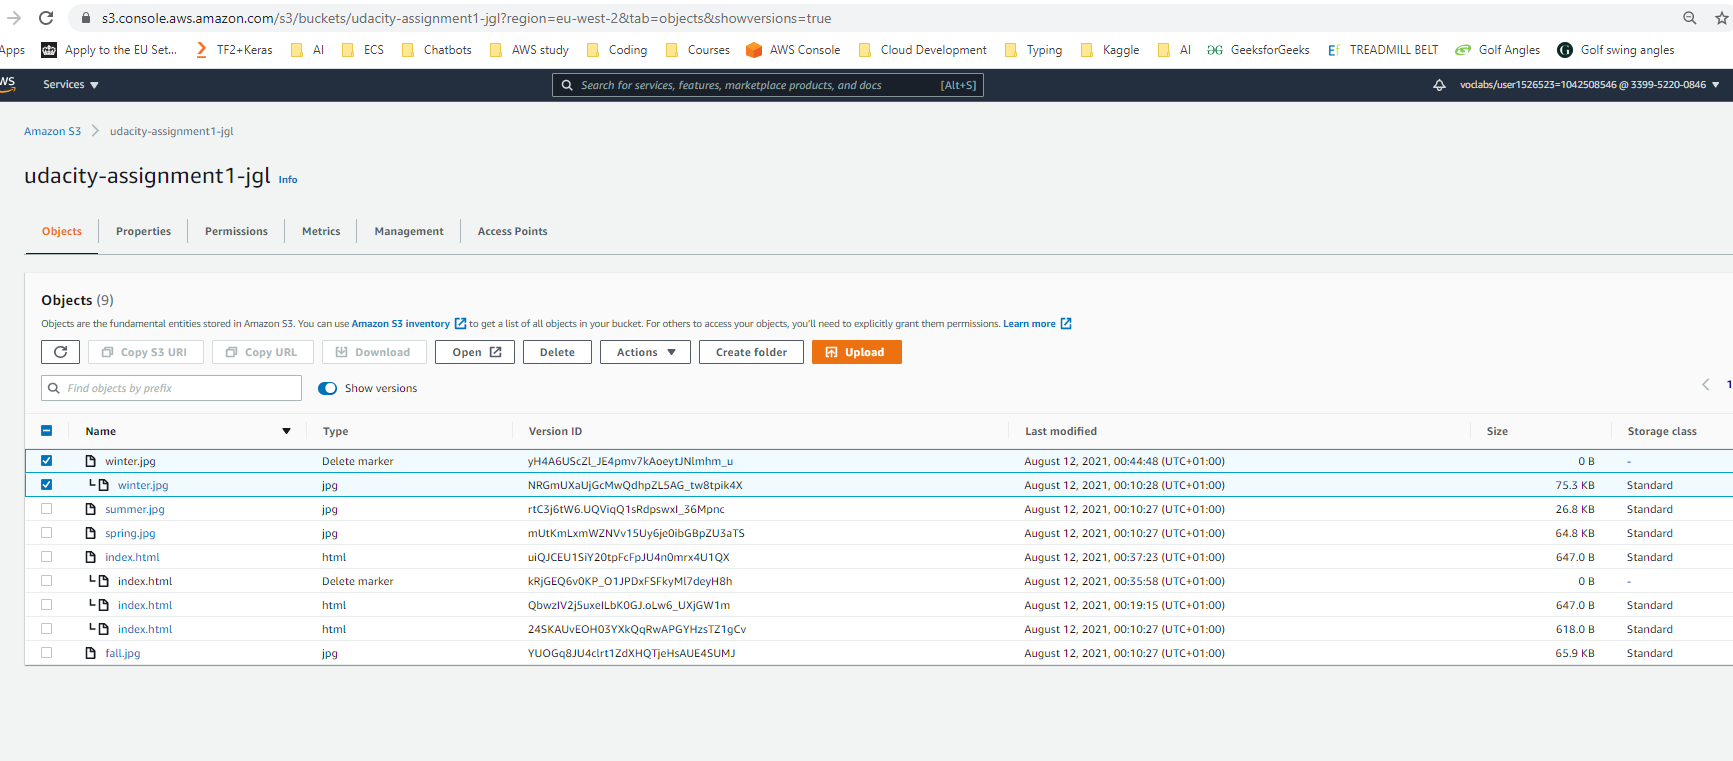 s3.console.aws.amazon.com/s3/buckets/udacity-assignment1-jgl?region=eu-west-2&tab=objects&showversions=true
Apps Apply to the EU Set... TF2+Keras AI ECS Chatbots AWS study Coding Courses AWS Console Cloud Development Typing Kaggle AI GeeksforGeeks Ef TREADMILL BELT Golf Angles G Golf swing angles
aws Services Search for services, features, marketplace products, and docs [Alt+S] voclabs/user1526523=1042508546 @ 3399-5220-0846
Amazon S3 udacity-assignment1-jgl
udacity-assignment1-jgl Info
Objects Properties Permissions Metrics Management Access Points
Objects (9)
Objects are the fundamental entities stored in Amazon S3. You can use Amazon S3 inventory to get a list of all objects in your bucket. For others to access your objects, you'll need to explicitly grant them permissions. Learn more
Copy S3 URI Copy URL Download Open Delete Actions Create folder Upload
Find objects by prefix Show versions 1
Name Type Version ID Last modified Size Storage class
winter.jpg Delete marker yH4A6UScZl_JE4pmv7kAoeytJNlmhm_u August 12, 2021, 00:44:48 (UTC+01:00) 0 B -
winter.jpg jpg NRGmUXaUjGcMwQdhpZL5AG_tw8tpik4X August 12, 2021, 00:10:28 (UTC+01:00) 75.3 KB Standard
summer.jpg jpg rtC3j6tW6.UQViqQ1sRdpswxI_36Mpnc August 12, 2021, 00:10:27 (UTC+01:00) 26.8 KB Standard
spring.jpg jpg mUtKmLxmWZNVv15Uy6je0ibGBpZU3aTS August 12, 2021, 00:10:27 (UTC+01:00) 64.8 KB Standard
index.html html uiQJCEU1SiY20tpFcFpJU4n0mrx4U1QX August 12, 2021, 00:37:23 (UTC+01:00) 647.0 B Standard
index.html Delete marker kRjGEQ6v0KP_O1JPDxFSFkyMl7deyH8h August 12, 2021, 00:35:58 (UTC+01:00) 0 B -
index.html html QbwzIV2j5uxeILbK0GJ.oLw6_UXjGW1m August 12, 2021, 00:19:15 (UTC+01:00) 647.0 B Standard
index.html html 24SKAUvEOH03YXkQqRwAPGYHzsTZ1gCv August 12, 2021, 00:10:27 (UTC+01:00) 618.0 B Standard
fall.jpg jpg YUOGq8JU4clrt1ZdXHQTjeHsAUE4SUMJ August 12, 2021, 00:10:27 (UTC+01:00) 65.9 KB Standard